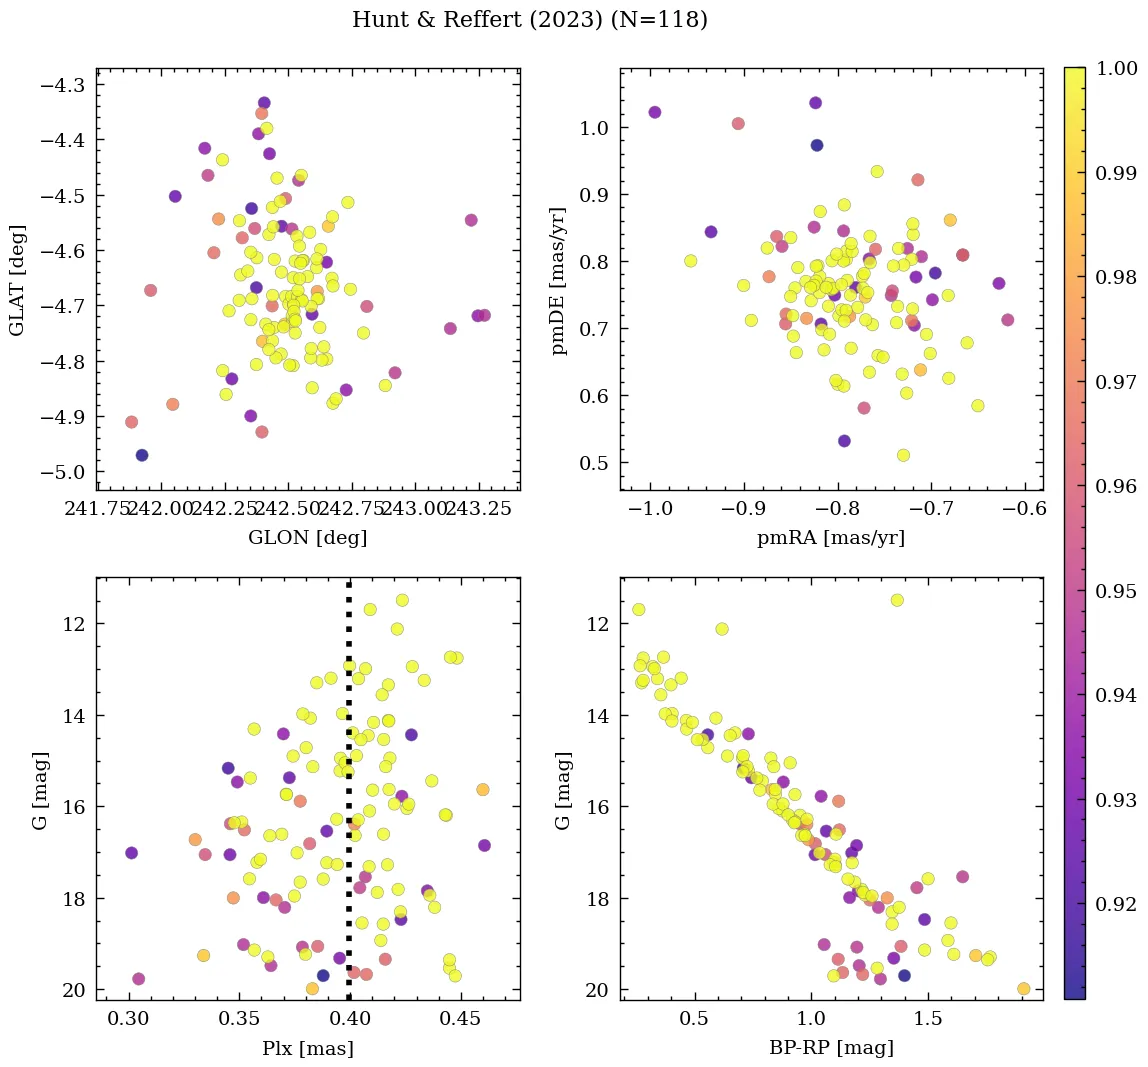 Hunt & Reffert (2023) (N=118)
−4.3
−4.4
−4.5
−4.6
−4.7
−4.8
−4.9
−5.0
GLAT [deg]
241.75 242.00 242.25 242.50 242.75 243.00 243.25
GLON [deg]
1.0
0.9
0.8
0.7
0.6
0.5
pmDE [mas/yr]
−1.0 −0.9 −0.8 −0.7 −0.6
pmRA [mas/yr]
12
14
16
18
20
G [mag]
0.30 0.35 0.40 0.45
Plx [mas]
12
14
16
18
20
G [mag]
0.5 1.0 1.5
BP-RP [mag]
1.00
0.99
0.98
0.97
0.96
0.95
0.94
0.93
0.92